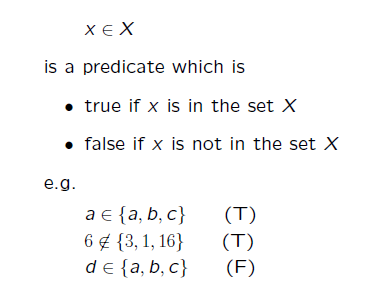 x ∈ X
is a predicate which is
• true if x is in the set X
• false if x is not in the set X
e.g.
a ∈ {a, b, c} (T)
6 ∉ {3, 1, 16} (T)
d ∈ {a, b, c} (F)